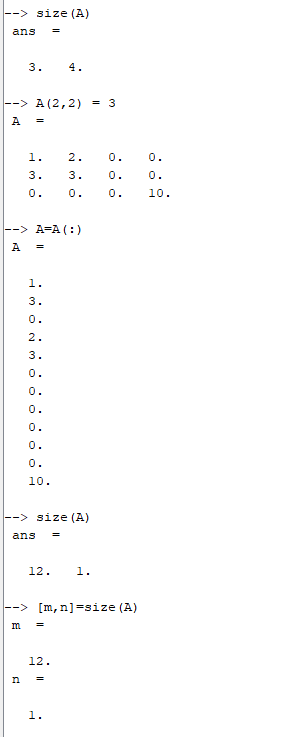 --> size(A)
ans  =
3.   4.
--> A(2,2) = 3
A  =
1.   2.   0.   0.
3.   3.   0.   0.
0.   0.   0.   10.
--> A=A(:)
A  =
1.
3.
0.
2.
3.
0.
0.
0.
0.
0.
0.
10.
--> size(A)
ans  =
12.   1.
--> [m,n]=size(A)
m  =
12.
n  =
1.